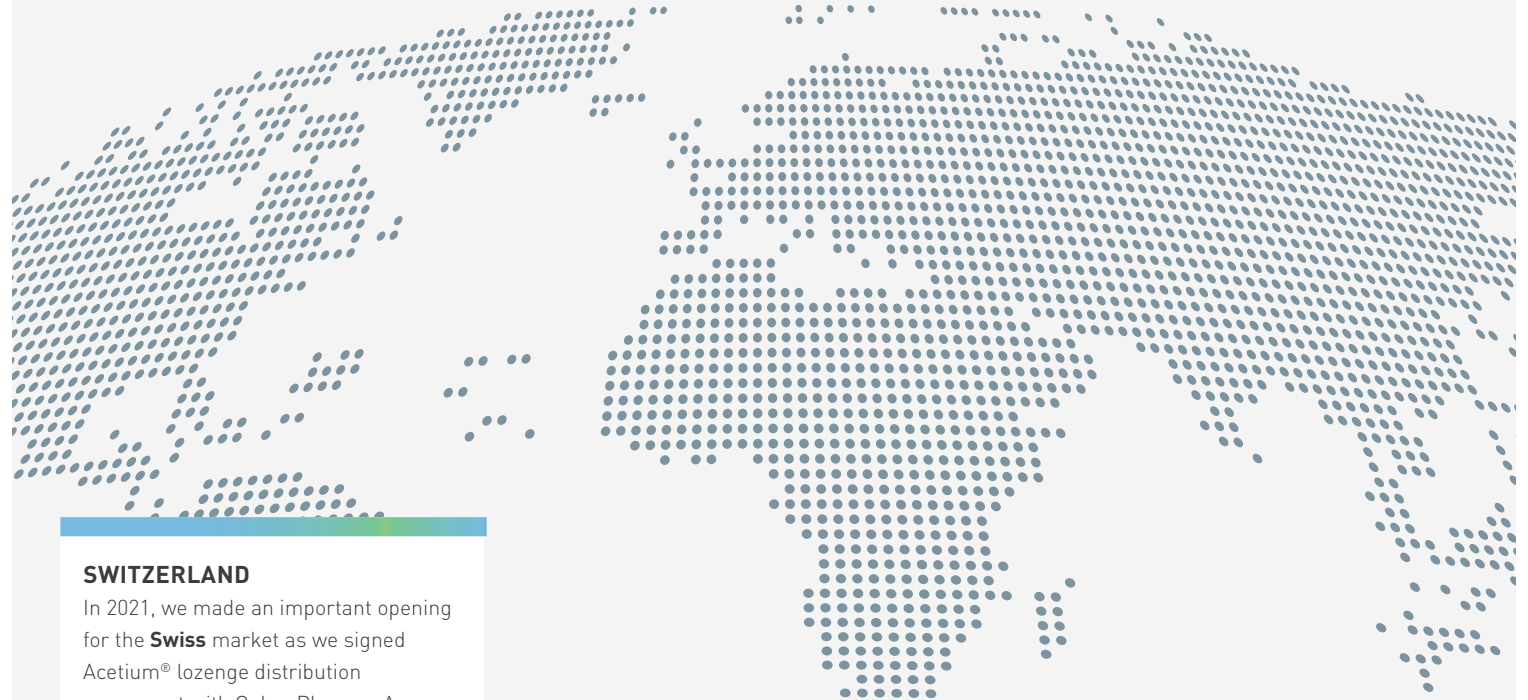 SWITZERLAND
In 2021, we made an important opening
for the Swiss market as we signed
Acetium® lozenge distribution